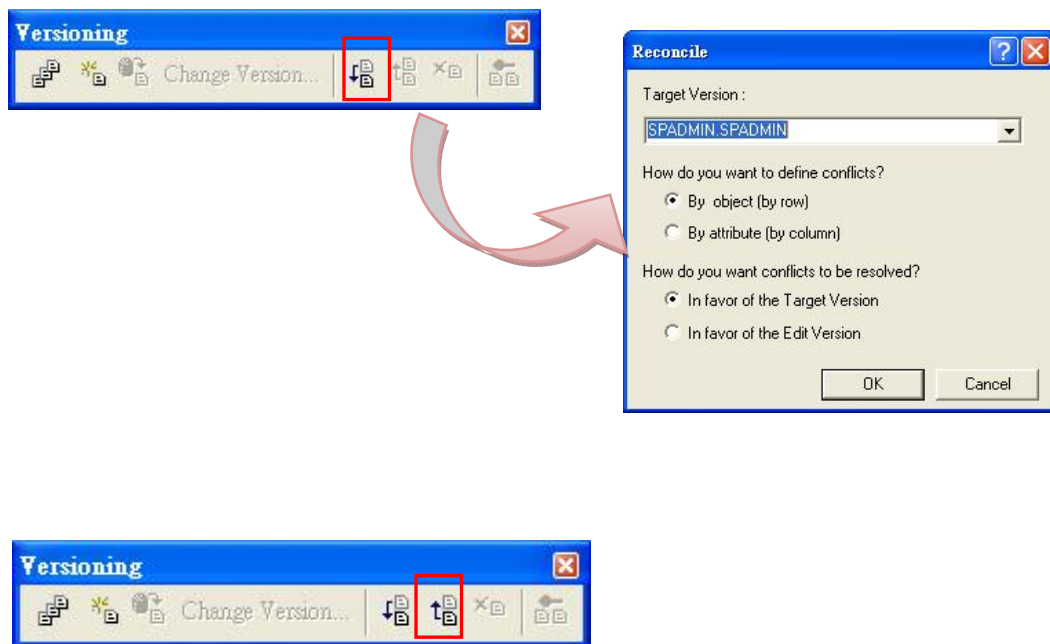 Versioning
Change Version...
Reconcile
Target Version :
SPADMIN.SPADMIN
How do you want to define conflicts?
By object (by row)
By attribute (by column)
How do you want conflicts to be resolved?
In favor of the Target Version
In favor of the Edit Version
OK Cancel
Versioning
Change Version...